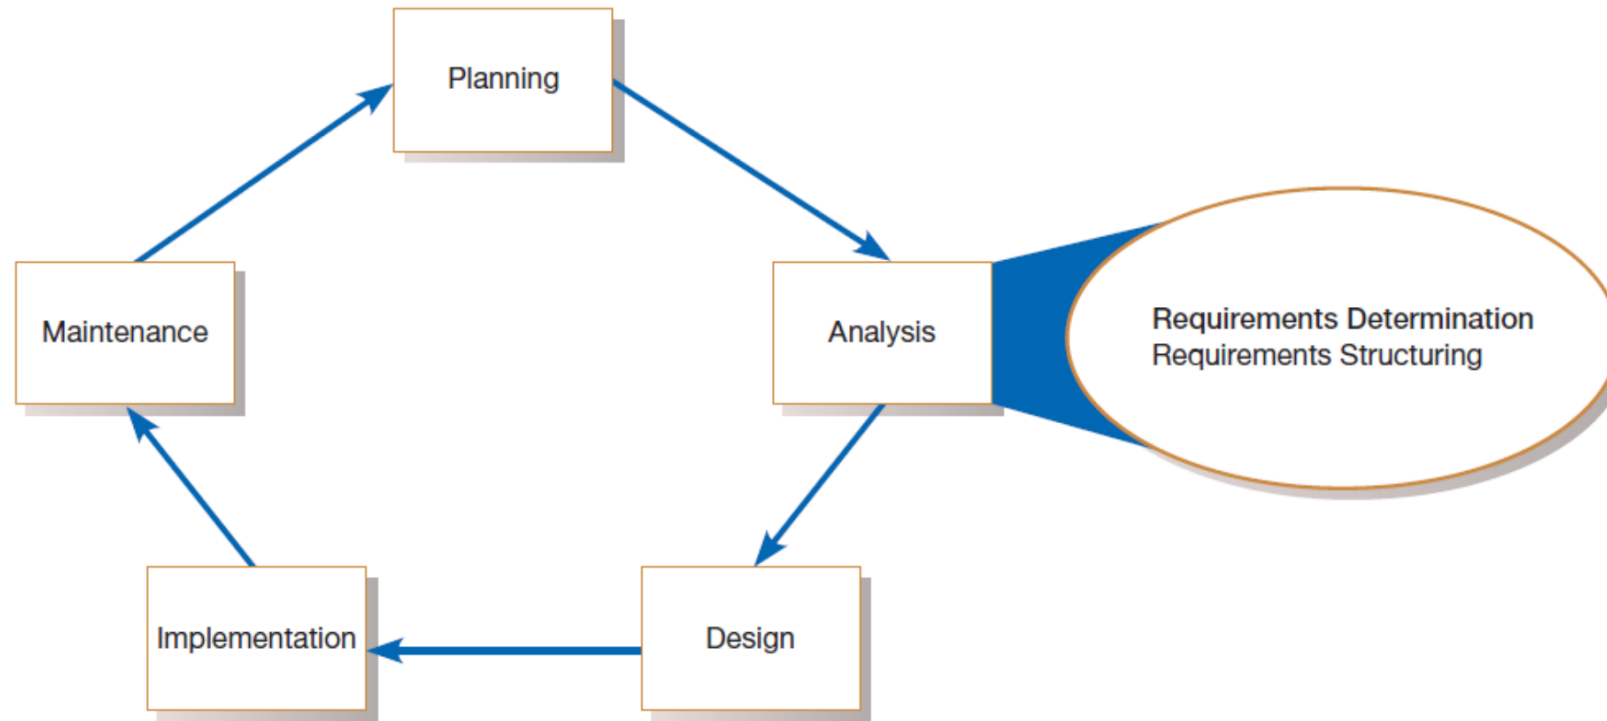 Planning
Maintenance
Analysis
Requirements Determination
Requirements Structuring
Implementation
Design